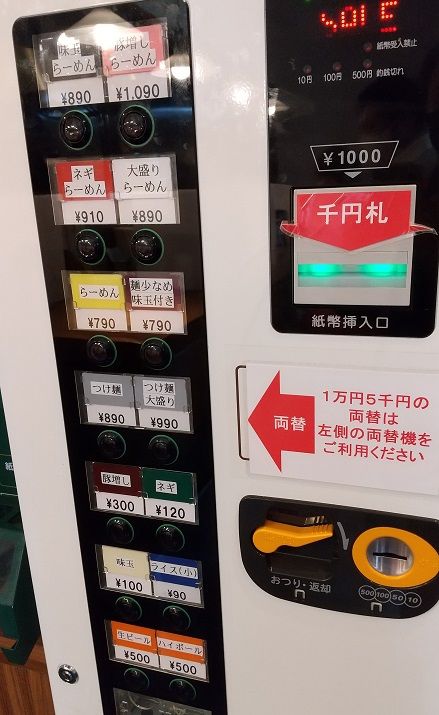 味玉
らーめん
¥890
豚増し
らーめん
¥1,090
ネギ
らーめん
¥910
大盛り
らーめん
¥890
らーめん
¥790
麺少なめ
味玉付き
¥790
つけ麺
¥890
つけ麺
大盛り
¥990
豚増し
¥300
ネギ
¥120
味玉
¥100
ライス(小)
¥90
生ビール
¥500
ハイボール
¥500
紙幣受入禁止
10円 100円 500円 釣銭切れ
¥1000
千円札
紙幣挿入口
両替
1万円5千円の
両替は
左側の両替機を
ご利用ください
おつり・返却
500 100 50 10